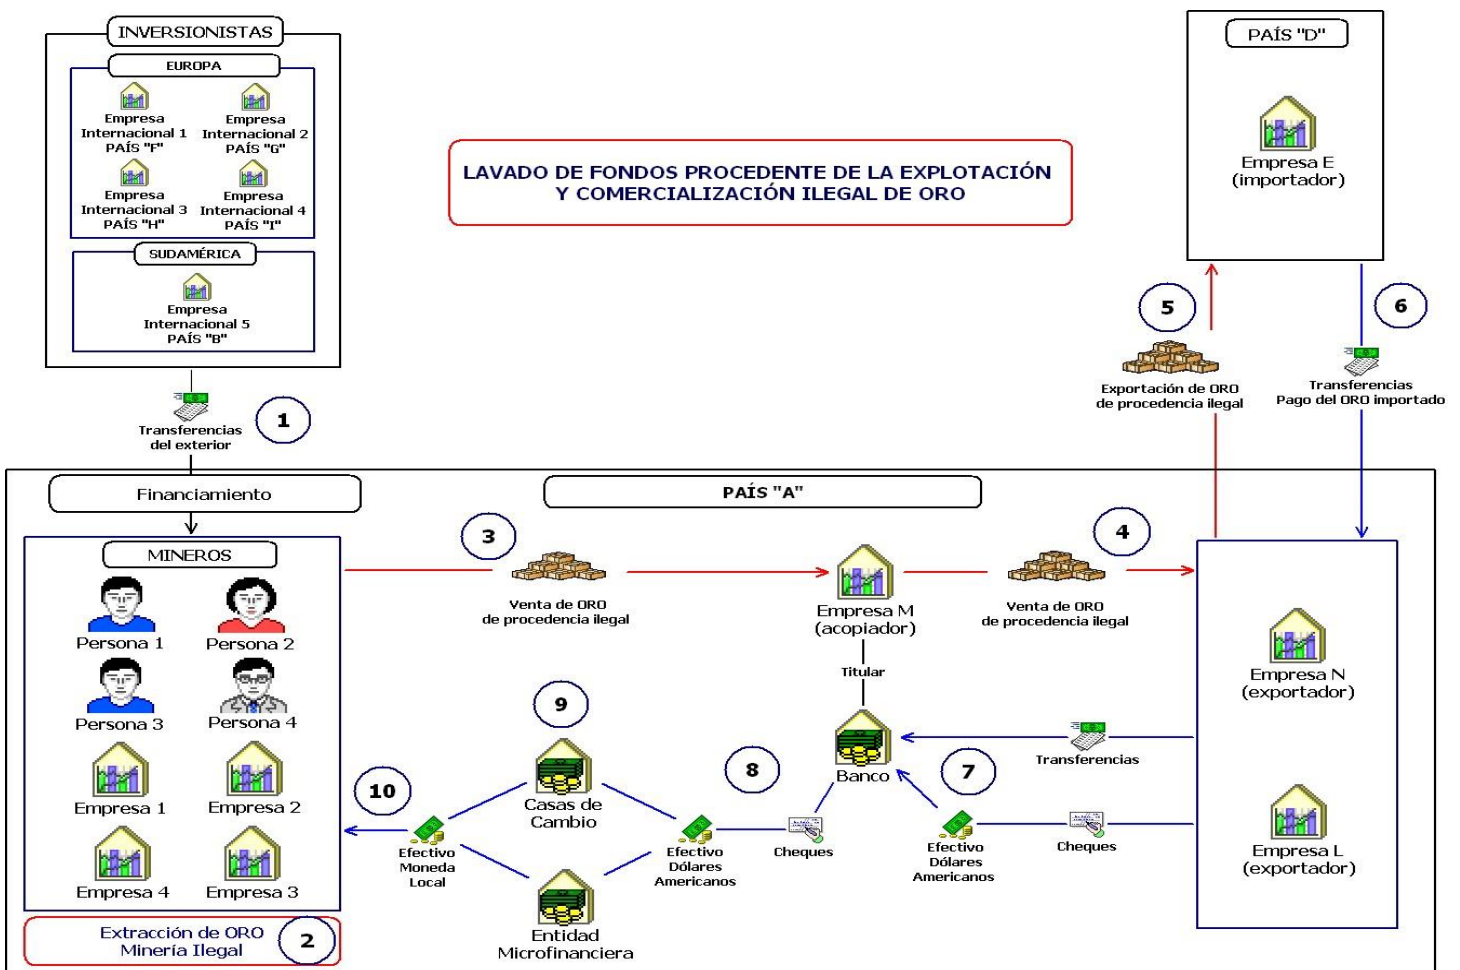 INVERSIONISTAS
EUROPA
Empresa
Internacional 1
PAÍS "F"
Empresa
Internacional 2
PAÍS "G"
Empresa
Internacional 3
PAÍS "H"
Empresa
Internacional 4
PAÍS "I"
SUDAMÉRICA
Empresa
Internacional 5
PAÍS "B"
Transferencias
del exterior
1
LAVADO DE FONDOS PROCEDENTE DE LA EXPLOTACIÓN
Y COMERCIALIZACIÓN ILEGAL DE ORO
PAÍS "D"
Empresa E
(importador)
5
Exportación de ORO
de procedencia ilegal
6
Transferencias
Pago del ORO importado
Financiamiento
PAÍS "A"
MINEROS
Persona 1
Persona 2
Persona 3
Persona 4
Empresa 1
Empresa 2
Empresa 4
Empresa 3
Extracción de ORO
Minería Ilegal
2
3
Venta de ORO
de procedencia ilegal
Empresa M
(acopiador)
Titular
Banco
4
Venta de ORO
de procedencia ilegal
Empresa N
(exportador)
Empresa L
(exportador)
Transferencias
7
Cheques
Efectivo
Dólares
Americanos
8
Cheques
Efectivo
Dólares
Americanos
9
Casas de
Cambio
Entidad
Microfinanciera
10
Efectivo
Moneda
Local